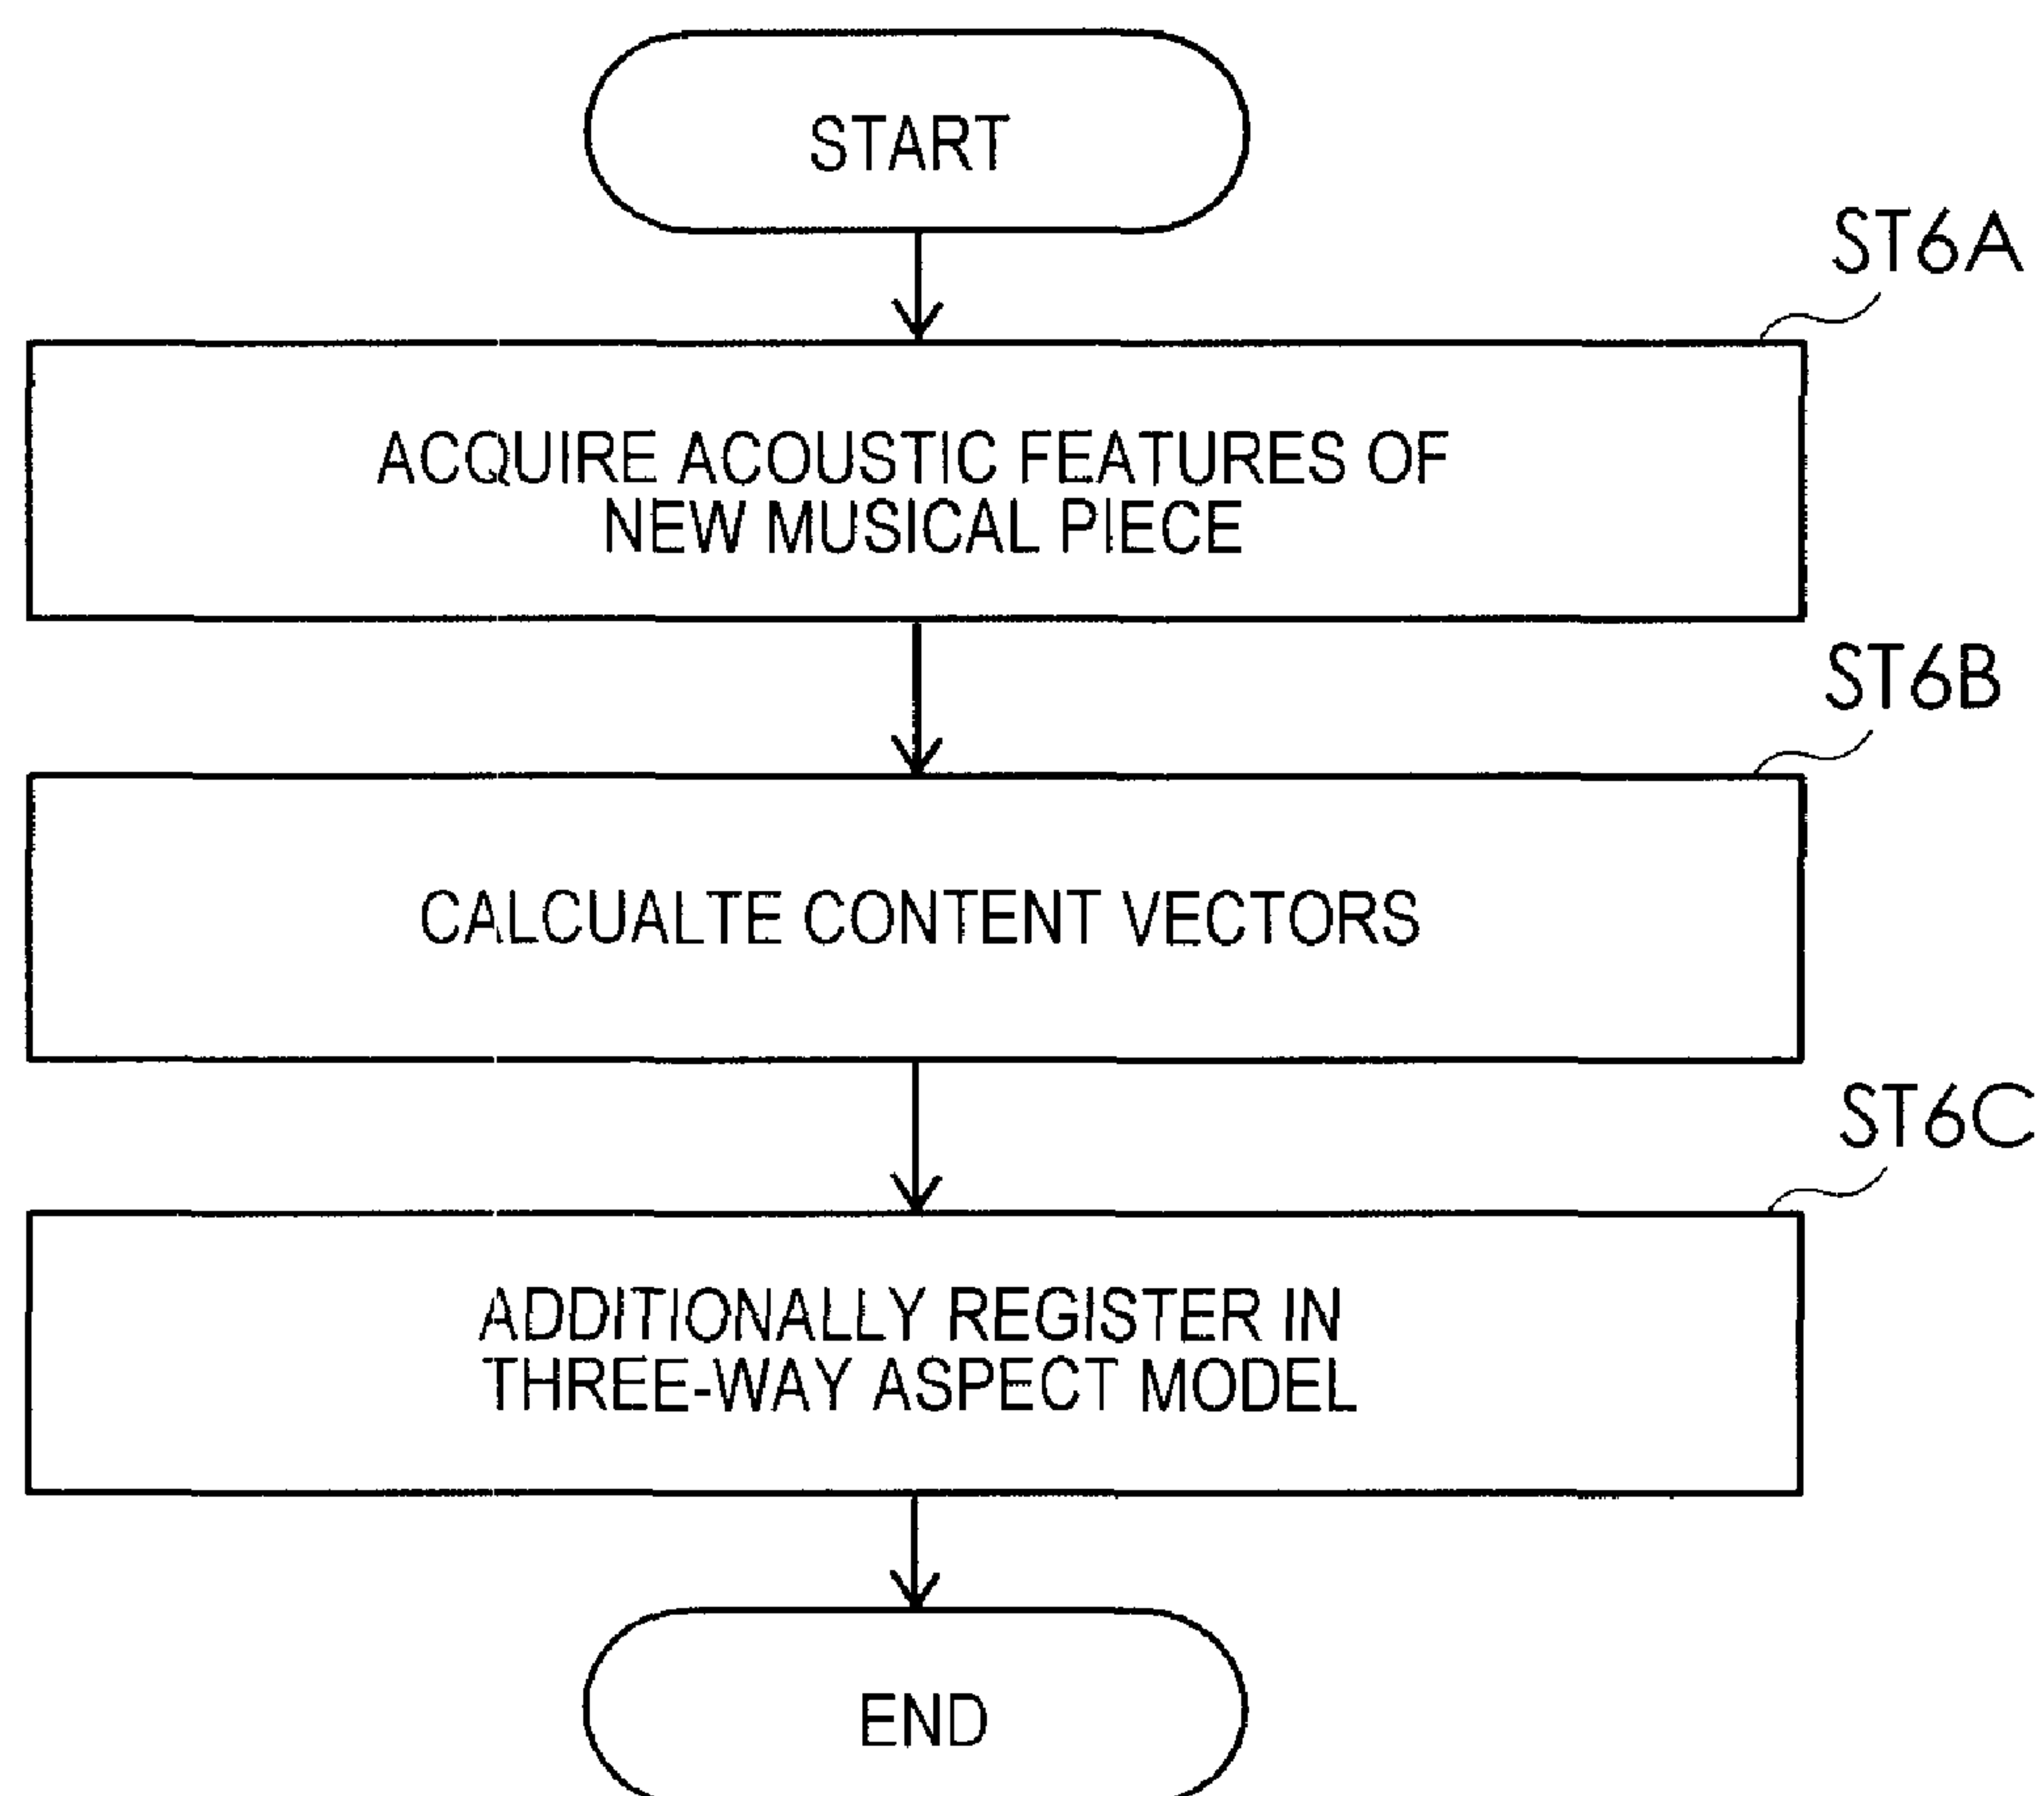 START
ST6A
ACQUIRE ACOUSTIC FEATURES OF
NEW MUSICAL PIECE
ST6B
CALCUALTE CONTENT VECTORS
ST6C
ADDITIONALLY REGISTER IN
THREE-WAY ASPECT MODEL
END